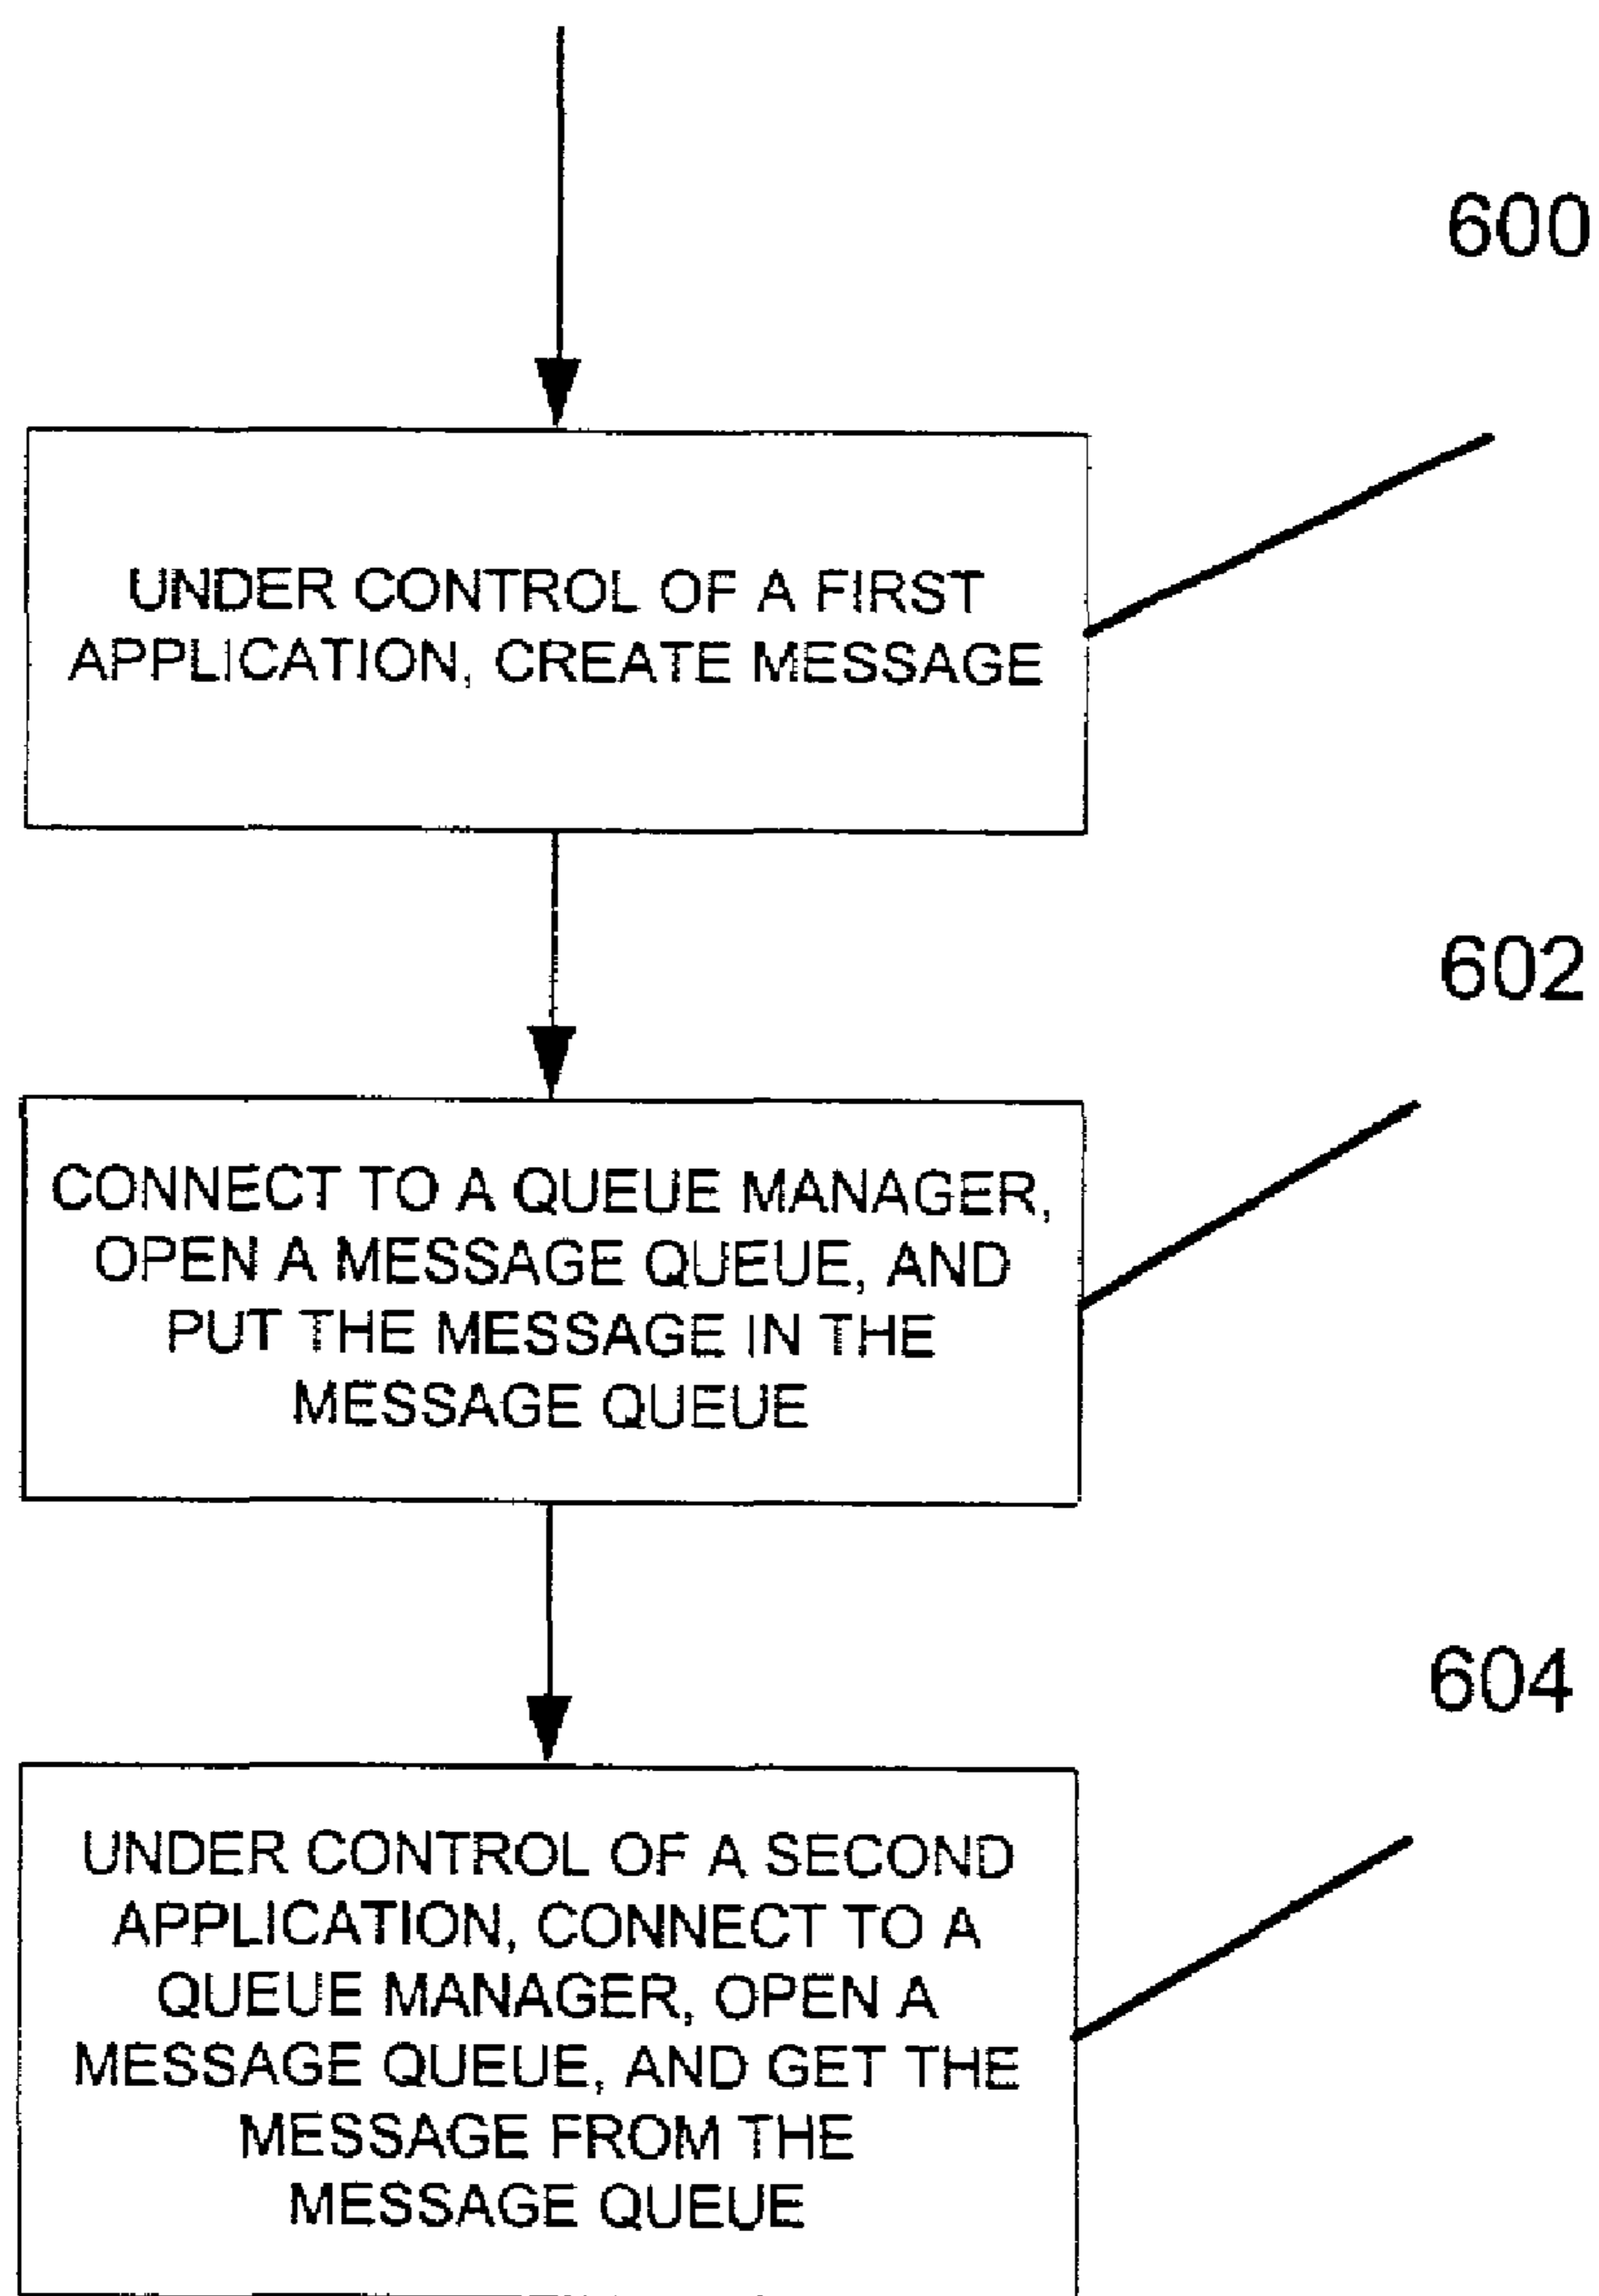 600
UNDER CONTROL OF A FIRST
APPLICATION, CREATE MESSAGE
602
CONNECT TO A QUEUE MANAGER,
OPEN A MESSAGE QUEUE, AND
PUT THE MESSAGE IN THE
MESSAGE QUEUE
604
UNDER CONTROL OF A SECOND
APPLICATION, CONNECT TO A
QUEUE MANAGER, OPEN A
MESSAGE QUEUE, AND GET THE
MESSAGE FROM THE
MESSAGE QUEUE